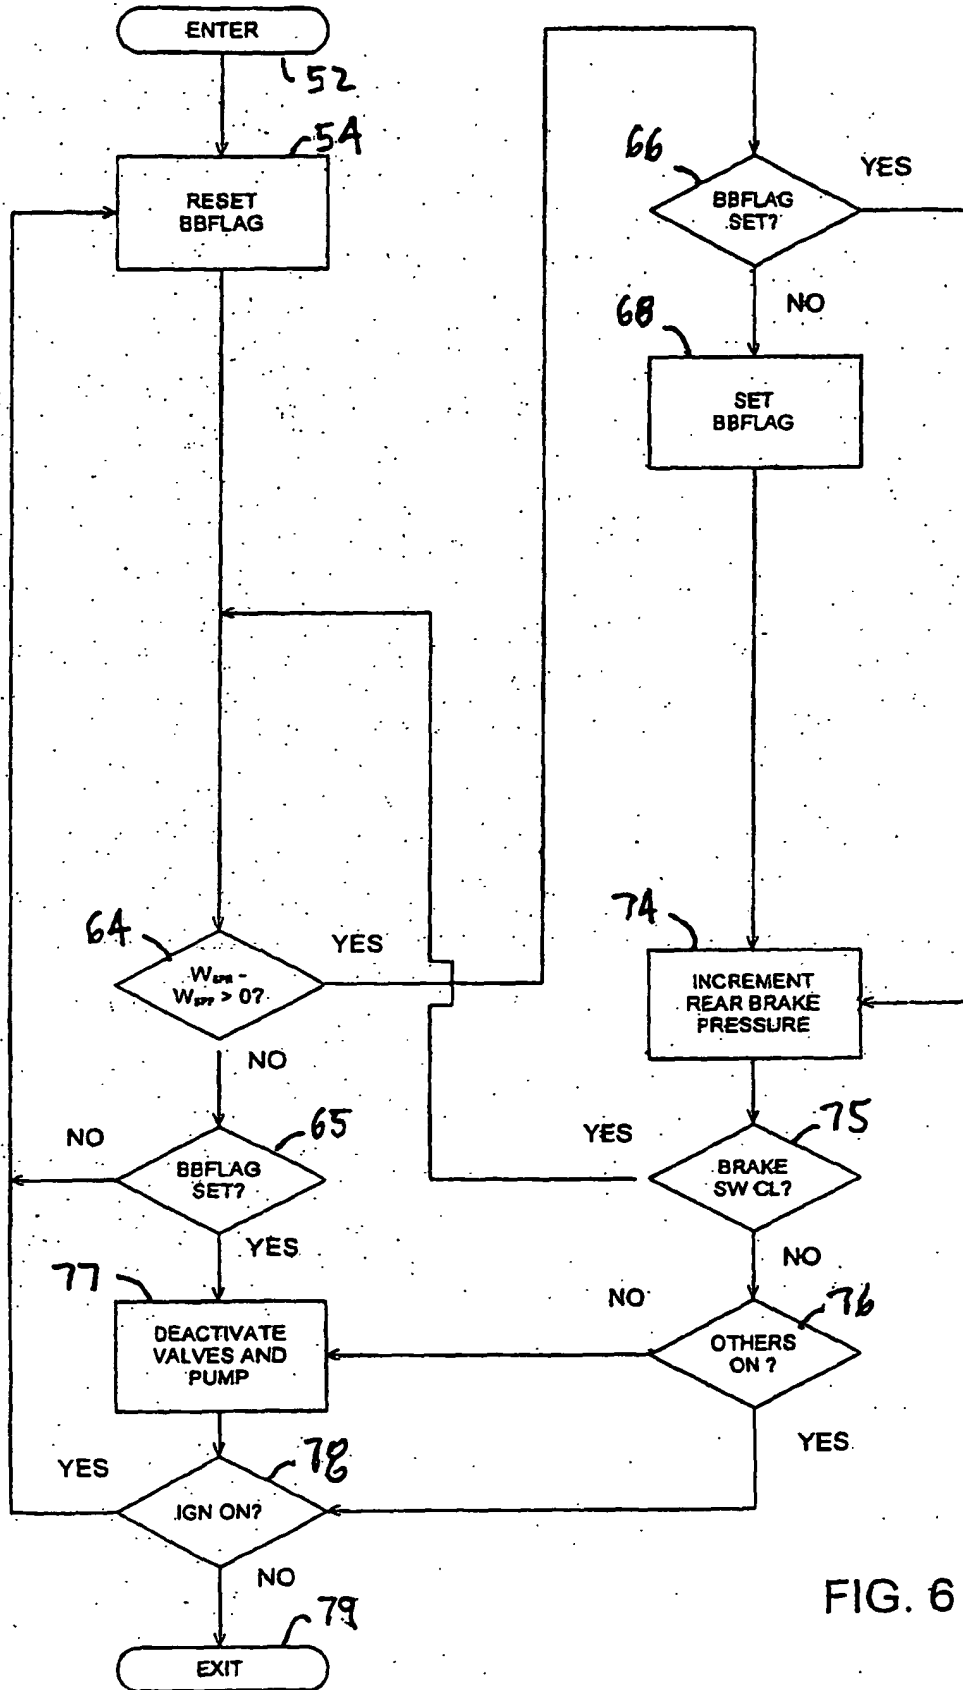 ENTER
52
54
RESET
BBFLAG
66
BBFLAG
SET?
YES
NO
68
SET
BBFLAG
64
YES
NO
65
NO
BBFLAG
SET?
YES
74
INCREMENT
REAR BRAKE
PRESSURE
75
YES
BRAKE
SW CL?
NO
77
DEACTIVATE
VALVES AND
PUMP
NO
76
OTHERS
ON ?
YES
78
YES
IGN ON?
NO
79
EXIT
FIG. 6